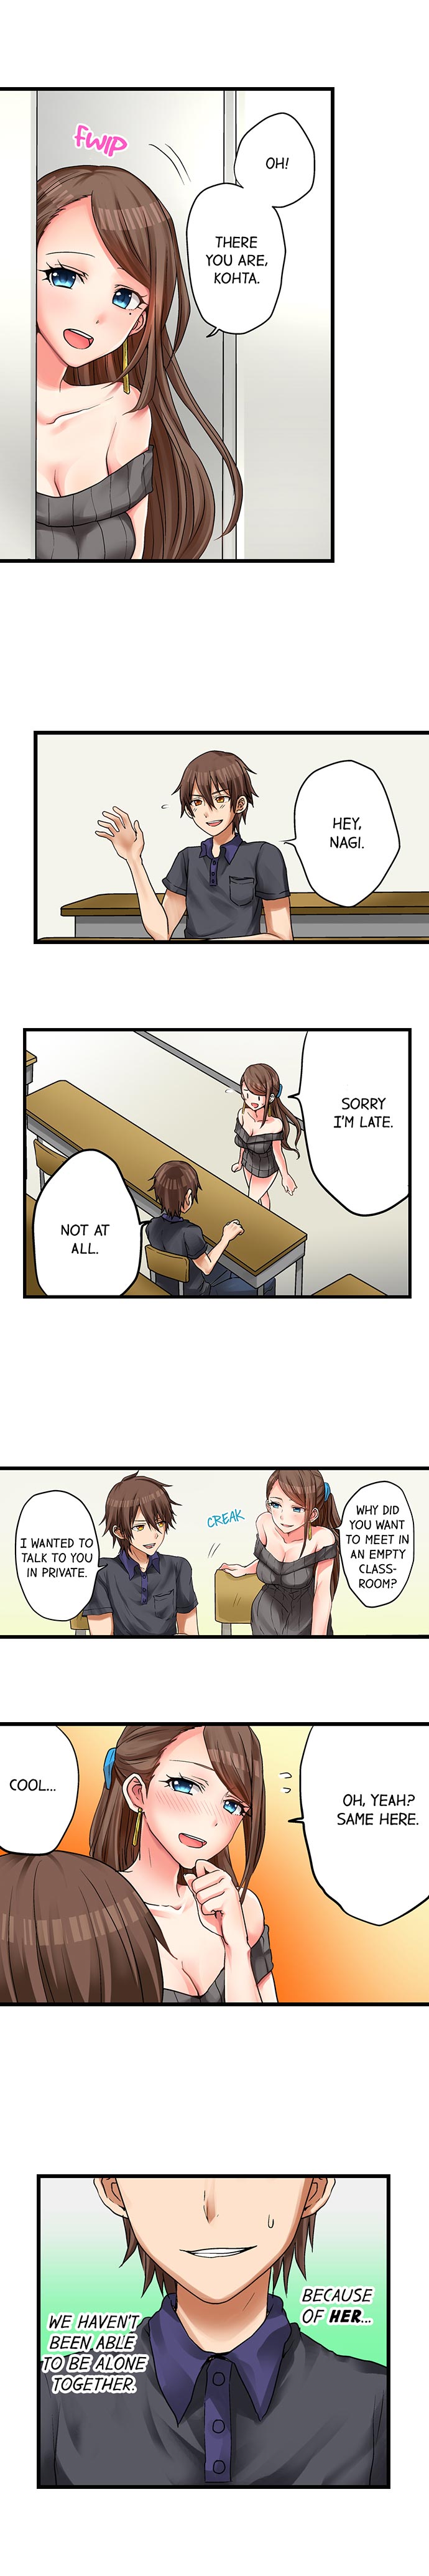 FWIP
OH!
THERE
YOU ARE,
KOHTA.
HEY,
NAGI.
SORRY
I'M LATE.
NOT AT
ALL.
WHY DID
YOU WANT
TO MEET IN
AN EMPTY
CLASS-
ROOM?
CREAK
I WANTED TO
TALK TO YOU
IN PRIVATE.
OH, YEAH?
SAME HERE.
COOL...
BECAUSE
OF HER...
WE HAVEN'T
BEEN ABLE
TO BE ALONE
TOGETHER.